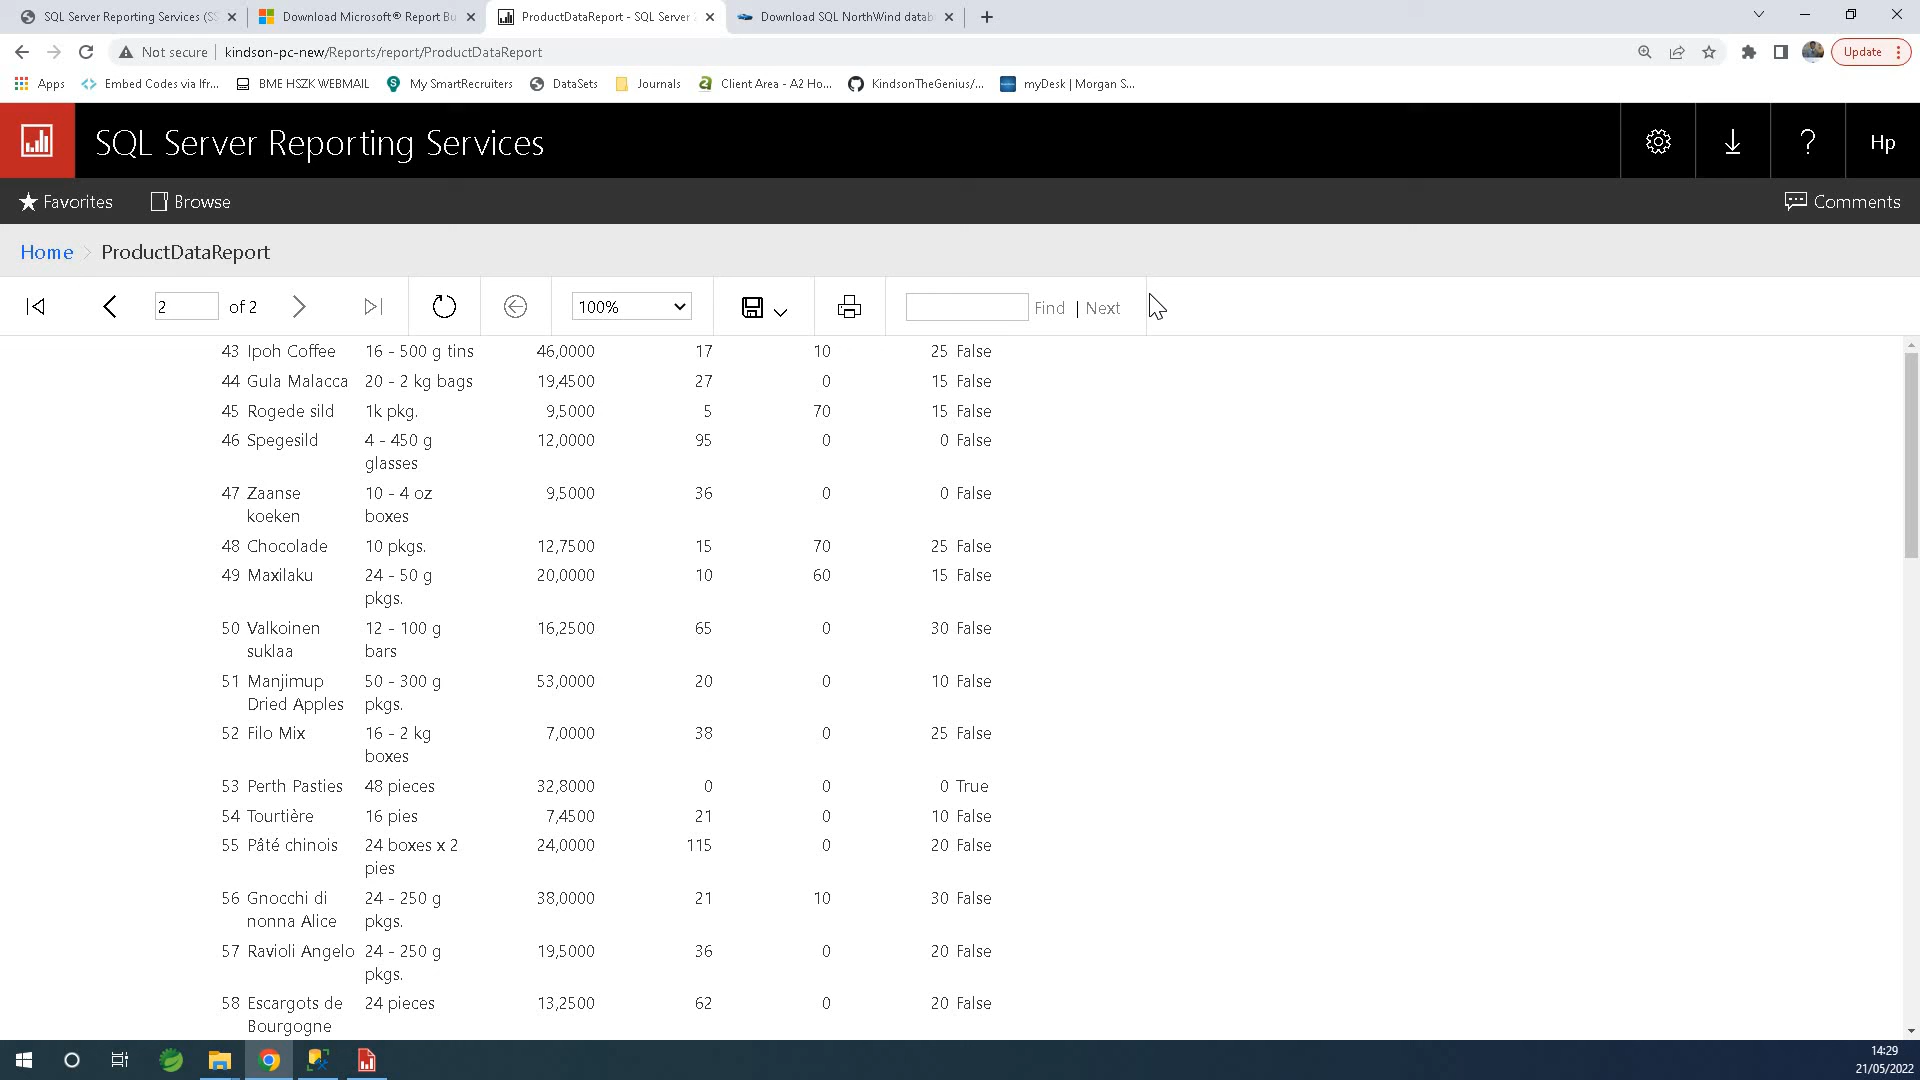 SQL Server Reporting Services (SS
Download Microsoft® Report Bu
ProductDataReport - SQL Server
Download SQL NorthWind datab
Not secure
kindson-pc-new/Reports/report/ProductDataReport
Update
Apps
Embed Codes via Ifr...
BME HSZK WEBMAIL
My SmartRecruiters
DataSets
Journals
Client Area - A2 Ho...
KindsonTheGenius/...
myDesk | Morgan S...
SQL Server Reporting Services
?
Hp
Favorites
Browse
Comments
Home > ProductDataReport
2 of 2
100%
Find | Next
43 Ipoh Coffee 16 - 500 g tins 46,0000 17 10 25 False
44 Gula Malacca 20 - 2 kg bags 19,4500 27 0 15 False
45 Rogede sild 1k pkg. 9,5000 5 70 15 False
46 Spegesild 4 - 450 g 12,0000 95 0 0 False
glasses
47 Zaanse 10 - 4 oz 9,5000 36 0 0 False
koeken boxes
48 Chocolade 10 pkgs. 12,7500 15 70 25 False
49 Maxilaku 24 - 50 g 20,0000 10 60 15 False
pkgs.
50 Valkoinen 12 - 100 g 16,2500 65 0 30 False
suklaa bars
51 Manjimup 50 - 300 g 53,0000 20 0 10 False
Dried Apples pkgs.
52 Filo Mix 16 - 2 kg 7,0000 38 0 25 False
boxes
53 Perth Pasties 48 pieces 32,8000 0 0 0 True
54 Tourtière 16 pies 7,4500 21 0 10 False
55 Pâté chinois 24 boxes x 2 24,0000 115 0 20 False
pies
56 Gnocchi di 24 - 250 g 38,0000 21 10 30 False
nonna Alice pkgs.
57 Ravioli Angelo 24 - 250 g 19,5000 36 0 20 False
pkgs.
58 Escargots de 24 pieces 13,2500 62 0 20 False
Bourgogne
14:29
21/05/2022